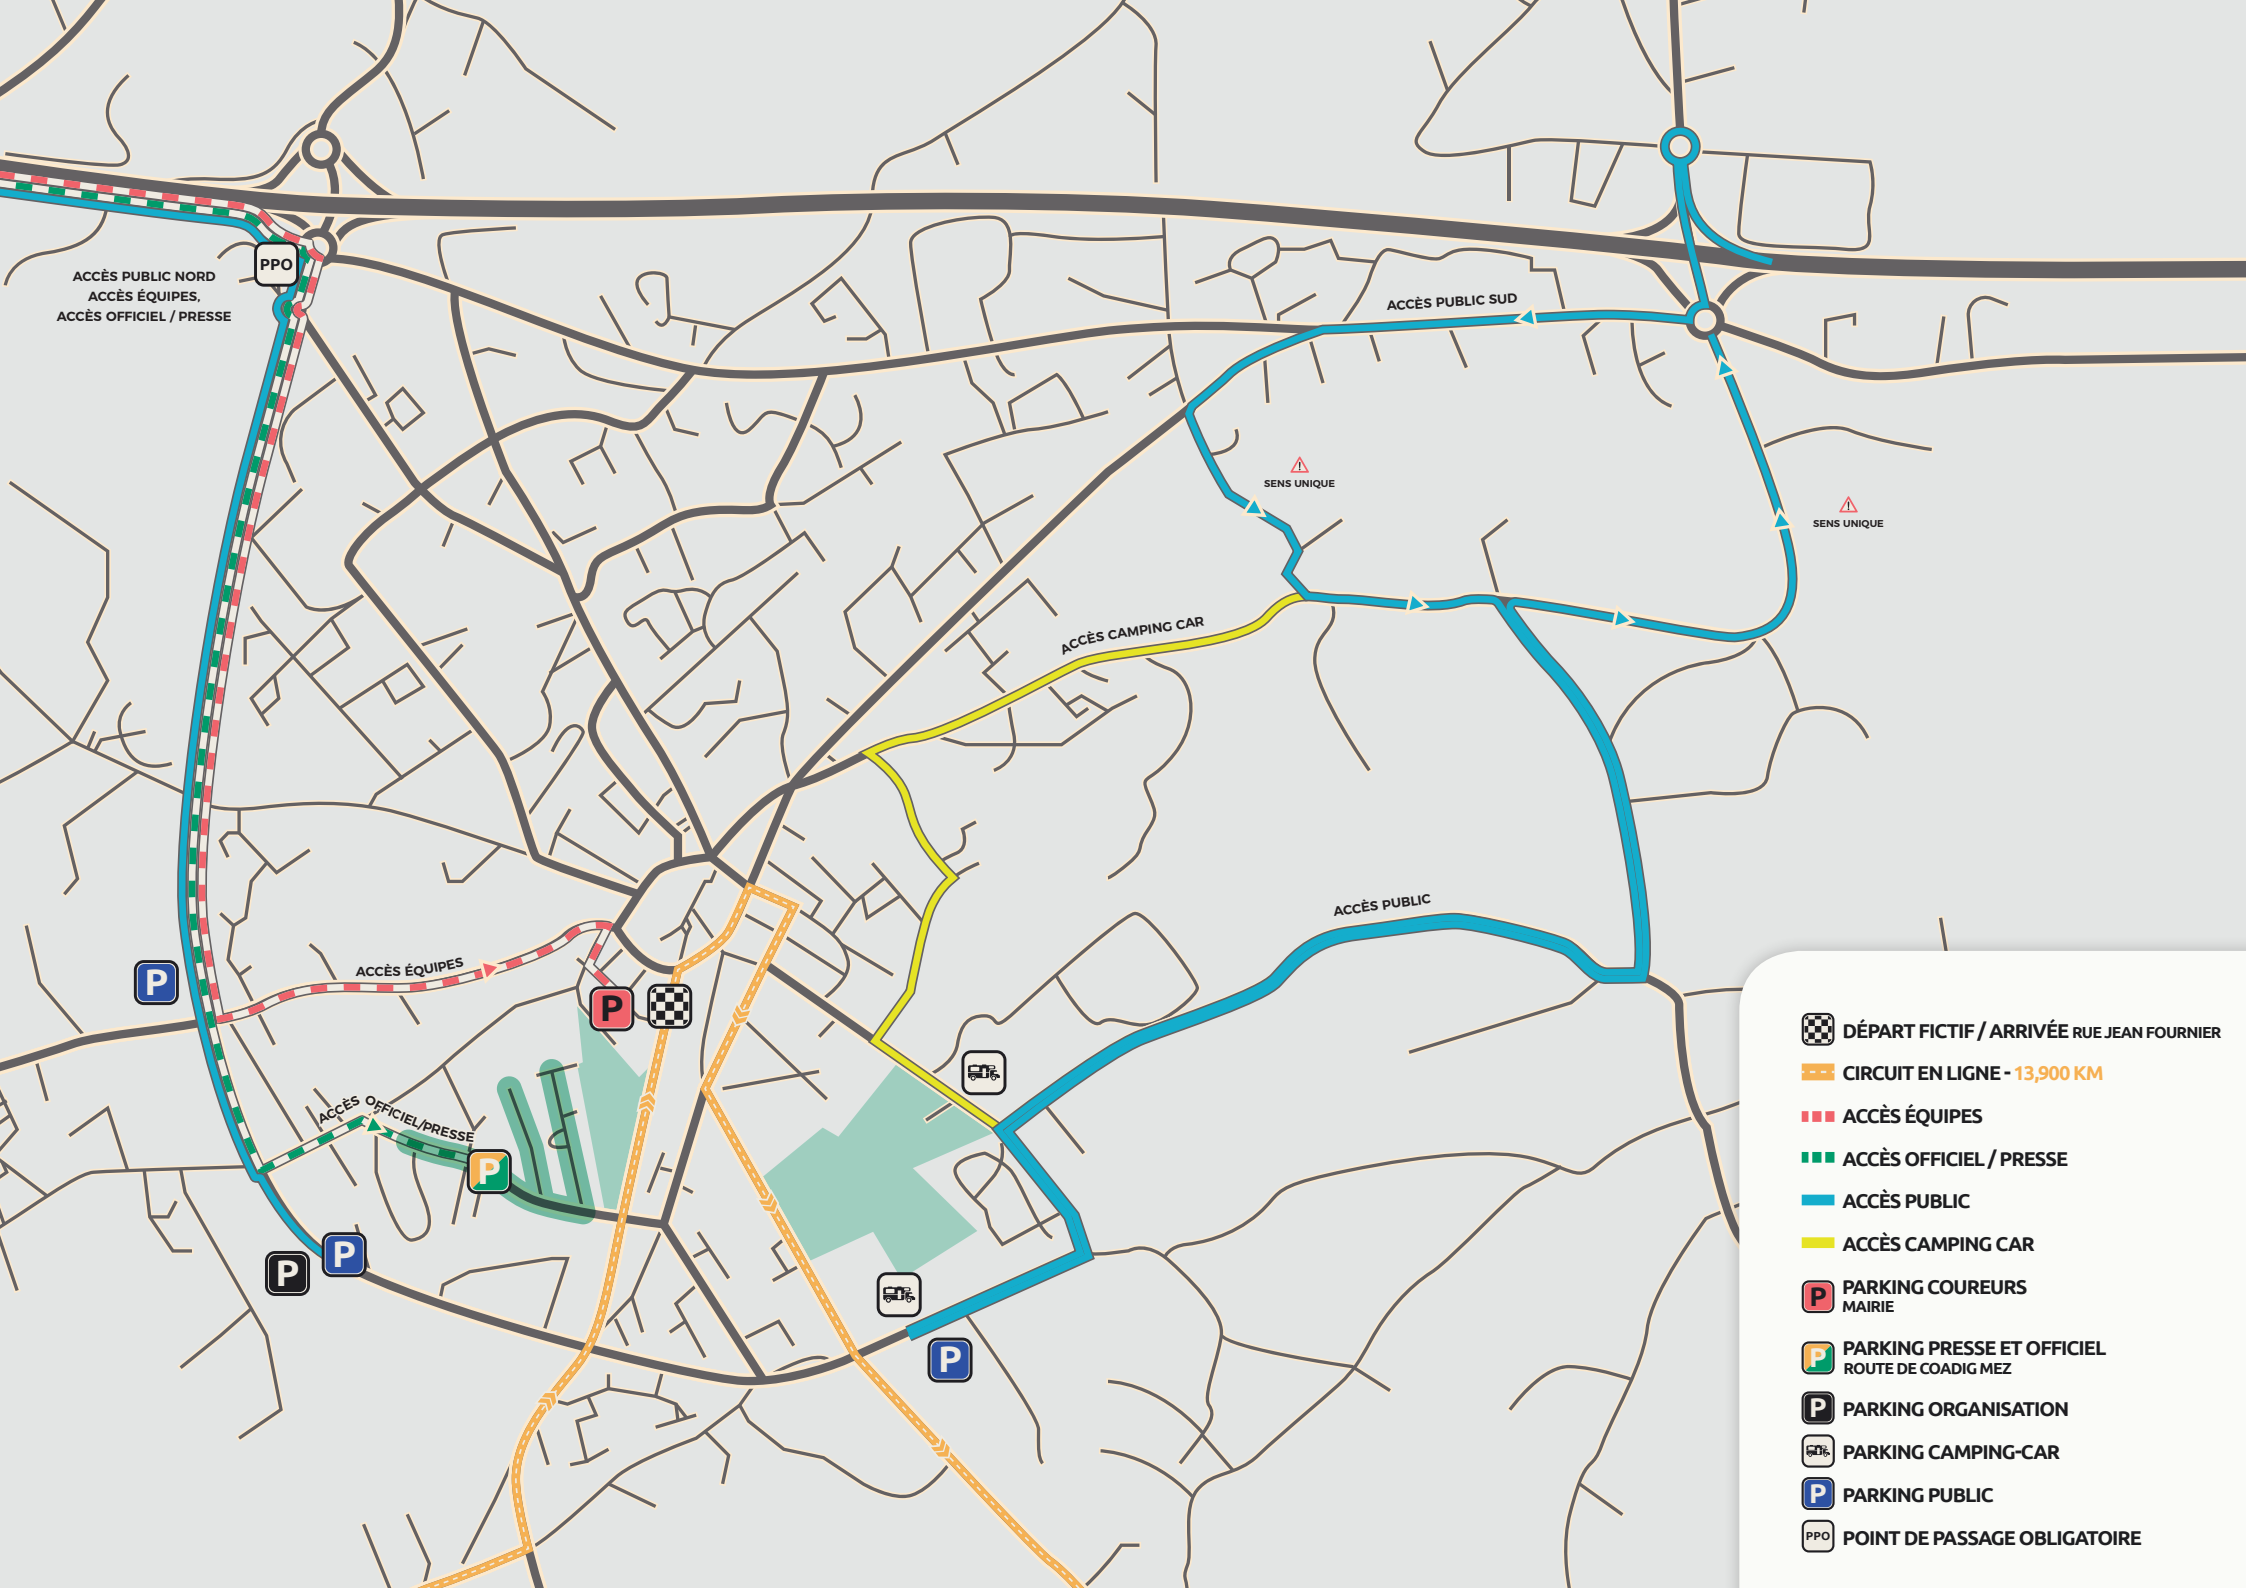 PPO
ACCÈS PUBLIC NORD
ACCÈS ÉQUIPES,
ACCÈS OFFICIEL / PRESSE
ACCÈS PUBLIC SUD
SENS UNIQUE
SENS UNIQUE
ACCÈS CAMPING CAR
ACCÈS PUBLIC
P
ACCÈS ÉQUIPES
P
ACCÈS OFFICIEL/PRESSE
P
P
P
P
DÉPART FICTIF / ARRIVÉE RUE JEAN FOURNIER
CIRCUIT EN LIGNE - 13,900 KM
ACCÈS ÉQUIPES
ACCÈS OFFICIEL / PRESSE
ACCÈS PUBLIC
ACCÈS CAMPING CAR
P PARKING COUREURS
MAIRIE
P PARKING PRESSE ET OFFICIEL
ROUTE DE COADIG MEZ
P PARKING ORGANISATION
PARKING CAMPING-CAR
P PARKING PUBLIC
PPO POINT DE PASSAGE OBLIGATOIRE